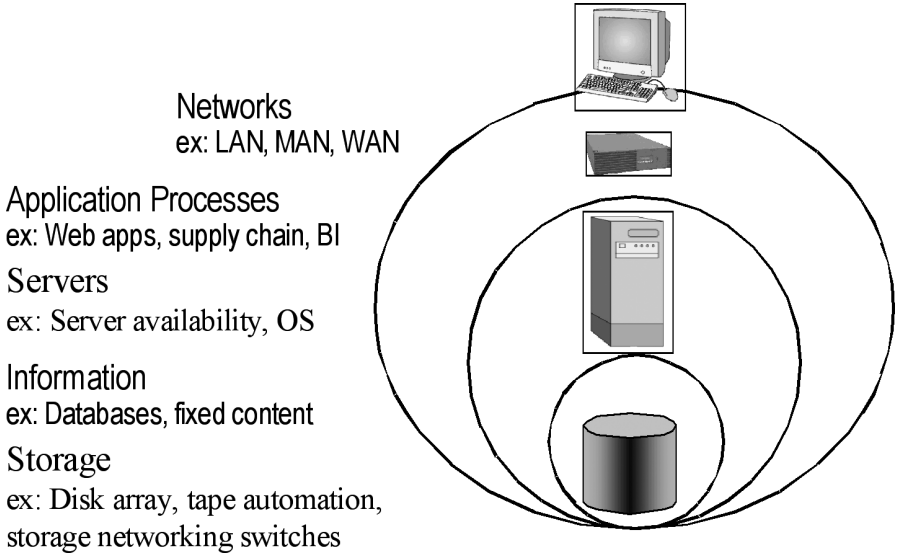 Networks
ex: LAN, MAN, WAN
Application Processes
ex: Web apps, supply chain, BI
Servers
ex: Server availability, OS
Information
ex: Databases, fixed content
Storage
ex: Disk array, tape automation,
storage networking switches